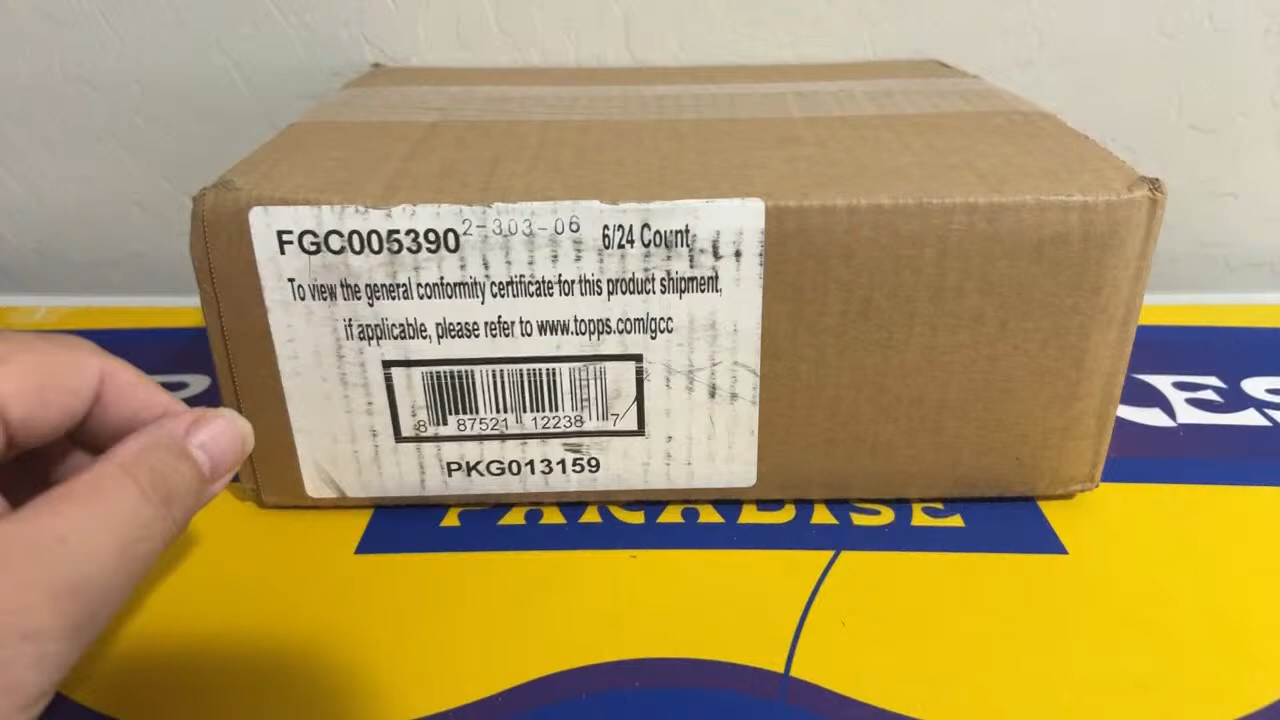 FGC005390 2-303-06 6/24 Count
To view the general conformity certificate for this product shipment,
if applicable, please refer to www.topps.com/gcc
8 87521 12238 7
PKG013159
PARADISE